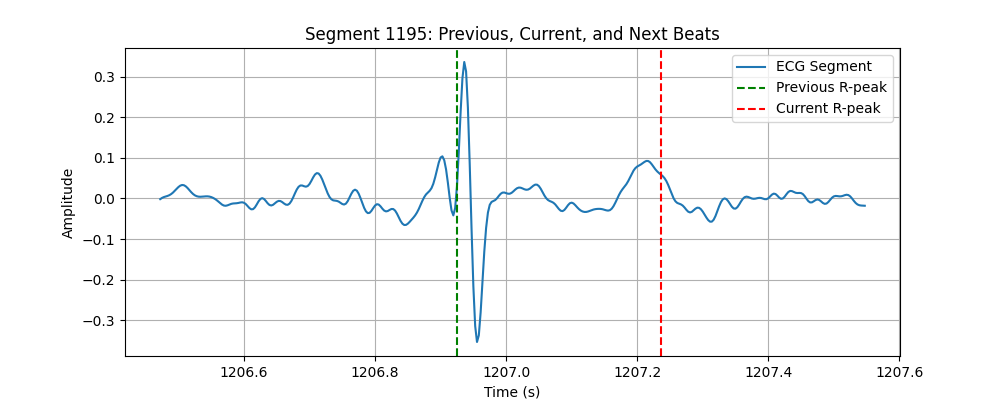 Segment 1195: Previous, Current, and Next Beats
ECG Segment
Previous R-peak
Current R-peak
0.3
0.2
0.1
0.0
−0.1
−0.2
−0.3
Amplitude
1206.6 1206.8 1207.0 1207.2 1207.4 1207.6
Time (s)